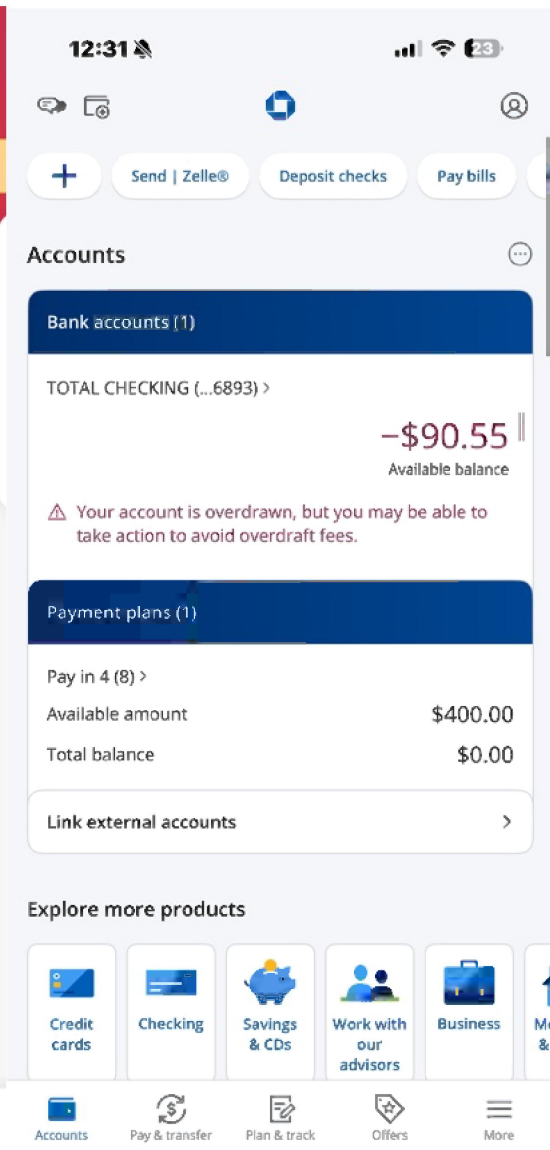 12:31
23
Send | Zelle®
Deposit checks
Pay bills
Accounts
Bank accounts (1)
TOTAL CHECKING (...6893) >
−$90.55
Available balance
Your account is overdrawn, but you may be able to
take action to avoid overdraft fees.
Payment plans (1)
Pay in 4 (8) >
Available amount $400.00
Total balance $0.00
Link external accounts
Explore more products
Credit
cards
Checking
Savings
& CDs
Work with
our
advisors
Business
Accounts
Pay & transfer
Plan & track
Offers
More